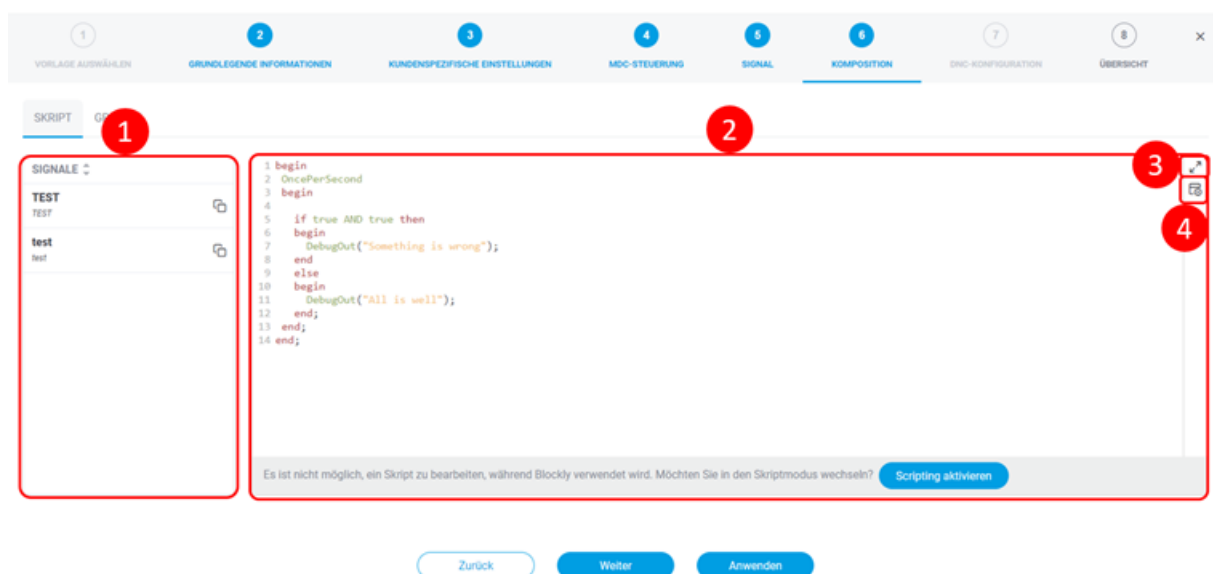 1 2 3 4 5 6 7 8 ×
VORLAGE AUSWÄHLEN GRUNDLEGENDE INFORMATIONEN KUNDENSPEZIFISCHE EINSTELLUNGEN MDC-STEUERUNG SIGNAL KOMPOSITION DNC-KONFIGURATION ÜBERSICHT
SKRIPT
1
2
3
4
SIGNALE
TEST
TEST
test
test
1 begin
2 OncePerSecond
3 begin
4
5 if true AND true then
6 begin
7 DebugOut("Something is wrong");
8 end
9 else
10 begin
11 DebugOut("All is well");
12 end;
13 end;
14 end;
Es ist nicht möglich, ein Skript zu bearbeiten, während Blockly verwendet wird. Möchten Sie in den Skriptmodus wechseln? Scripting aktivieren
Zurück Weiter Anwenden